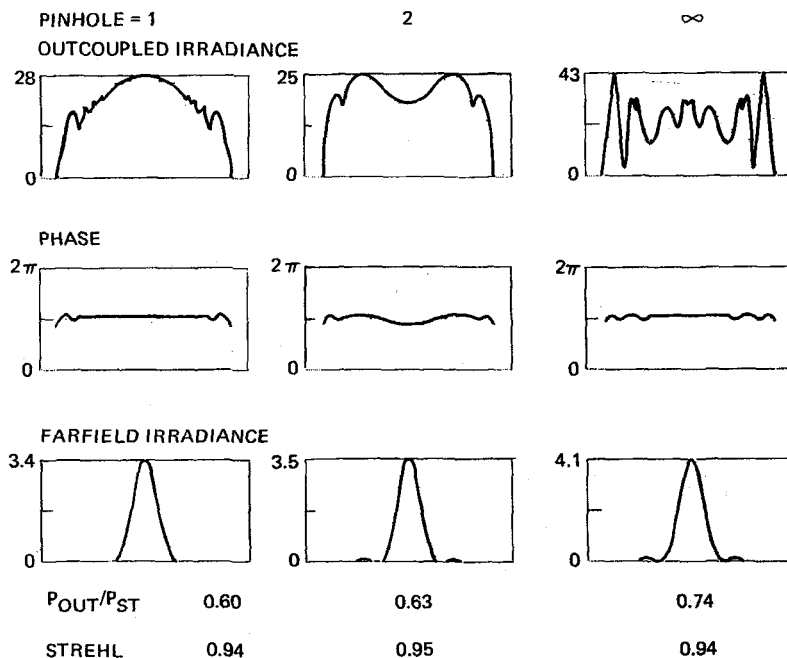 PINHOLE = 1 2 ∞
OUTCOUPLED IRRADIANCE
28 25 43
0 0 0
PHASE
2π 2π 2π
0 0 0
FARFIELD IRRADIANCE
3.4 3.5 4.1
0 0 0
POUT/PST 0.60 0.63 0.74
STREHL 0.94 0.95 0.94